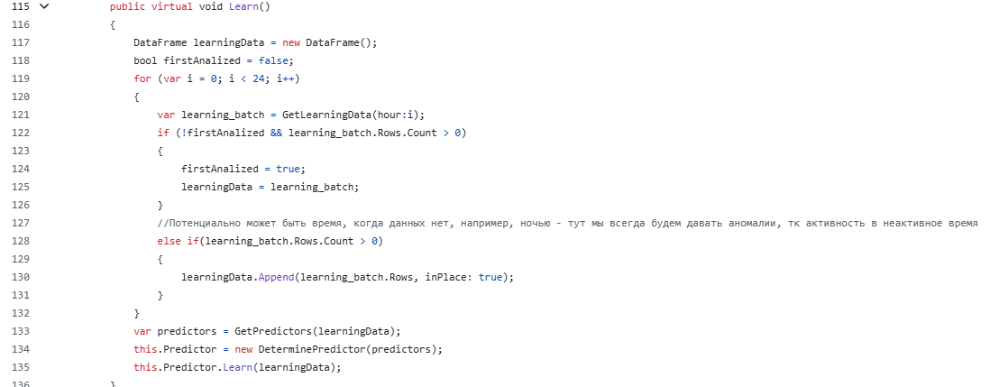 115 public virtual void Learn()
116 {
117 DataFrame learningData = new DataFrame();
118 bool firstAnalized = false;
119 for (var i = 0; i < 24; i++)
120 {
121 var learning_batch = GetLearningData(hour:i);
122 if (!firstAnalized && learning_batch.Rows.Count > 0)
123 {
124 firstAnalized = true;
125 learningData = learning_batch;
126 }
127 //Потенциально может быть время, когда данных нет, например, ночью - тут мы всегда будем давать аномалии, тк активность в неактивное время
128 else if(learning_batch.Rows.Count > 0)
129 {
130 learningData.Append(learning_batch.Rows, inPlace: true);
131 }
132 }
133 var predictors = GetPredictors(learningData);
134 this.Predictor = new DeterminePredictor(predictors);
135 this.Predictor.Learn(learningData);
136 }